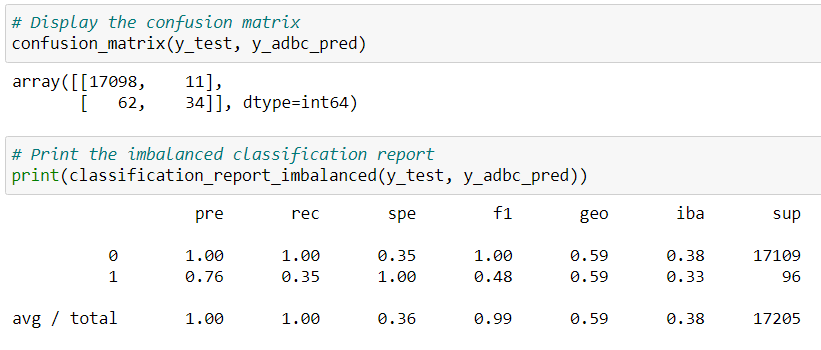 # Display the confusion matrix
confusion_matrix(y_test, y_adbc_pred)
array([[17098,    11],
       [   62,    34]], dtype=int64)
# Print the imbalanced classification report
print(classification_report_imbalanced(y_test, y_adbc_pred))
pre rec spe f1 geo iba sup
0 1.00 1.00 0.35 1.00 0.59 0.38 17109
1 0.76 0.35 1.00 0.48 0.59 0.33 96
avg / total 1.00 1.00 0.36 0.99 0.59 0.38 17205